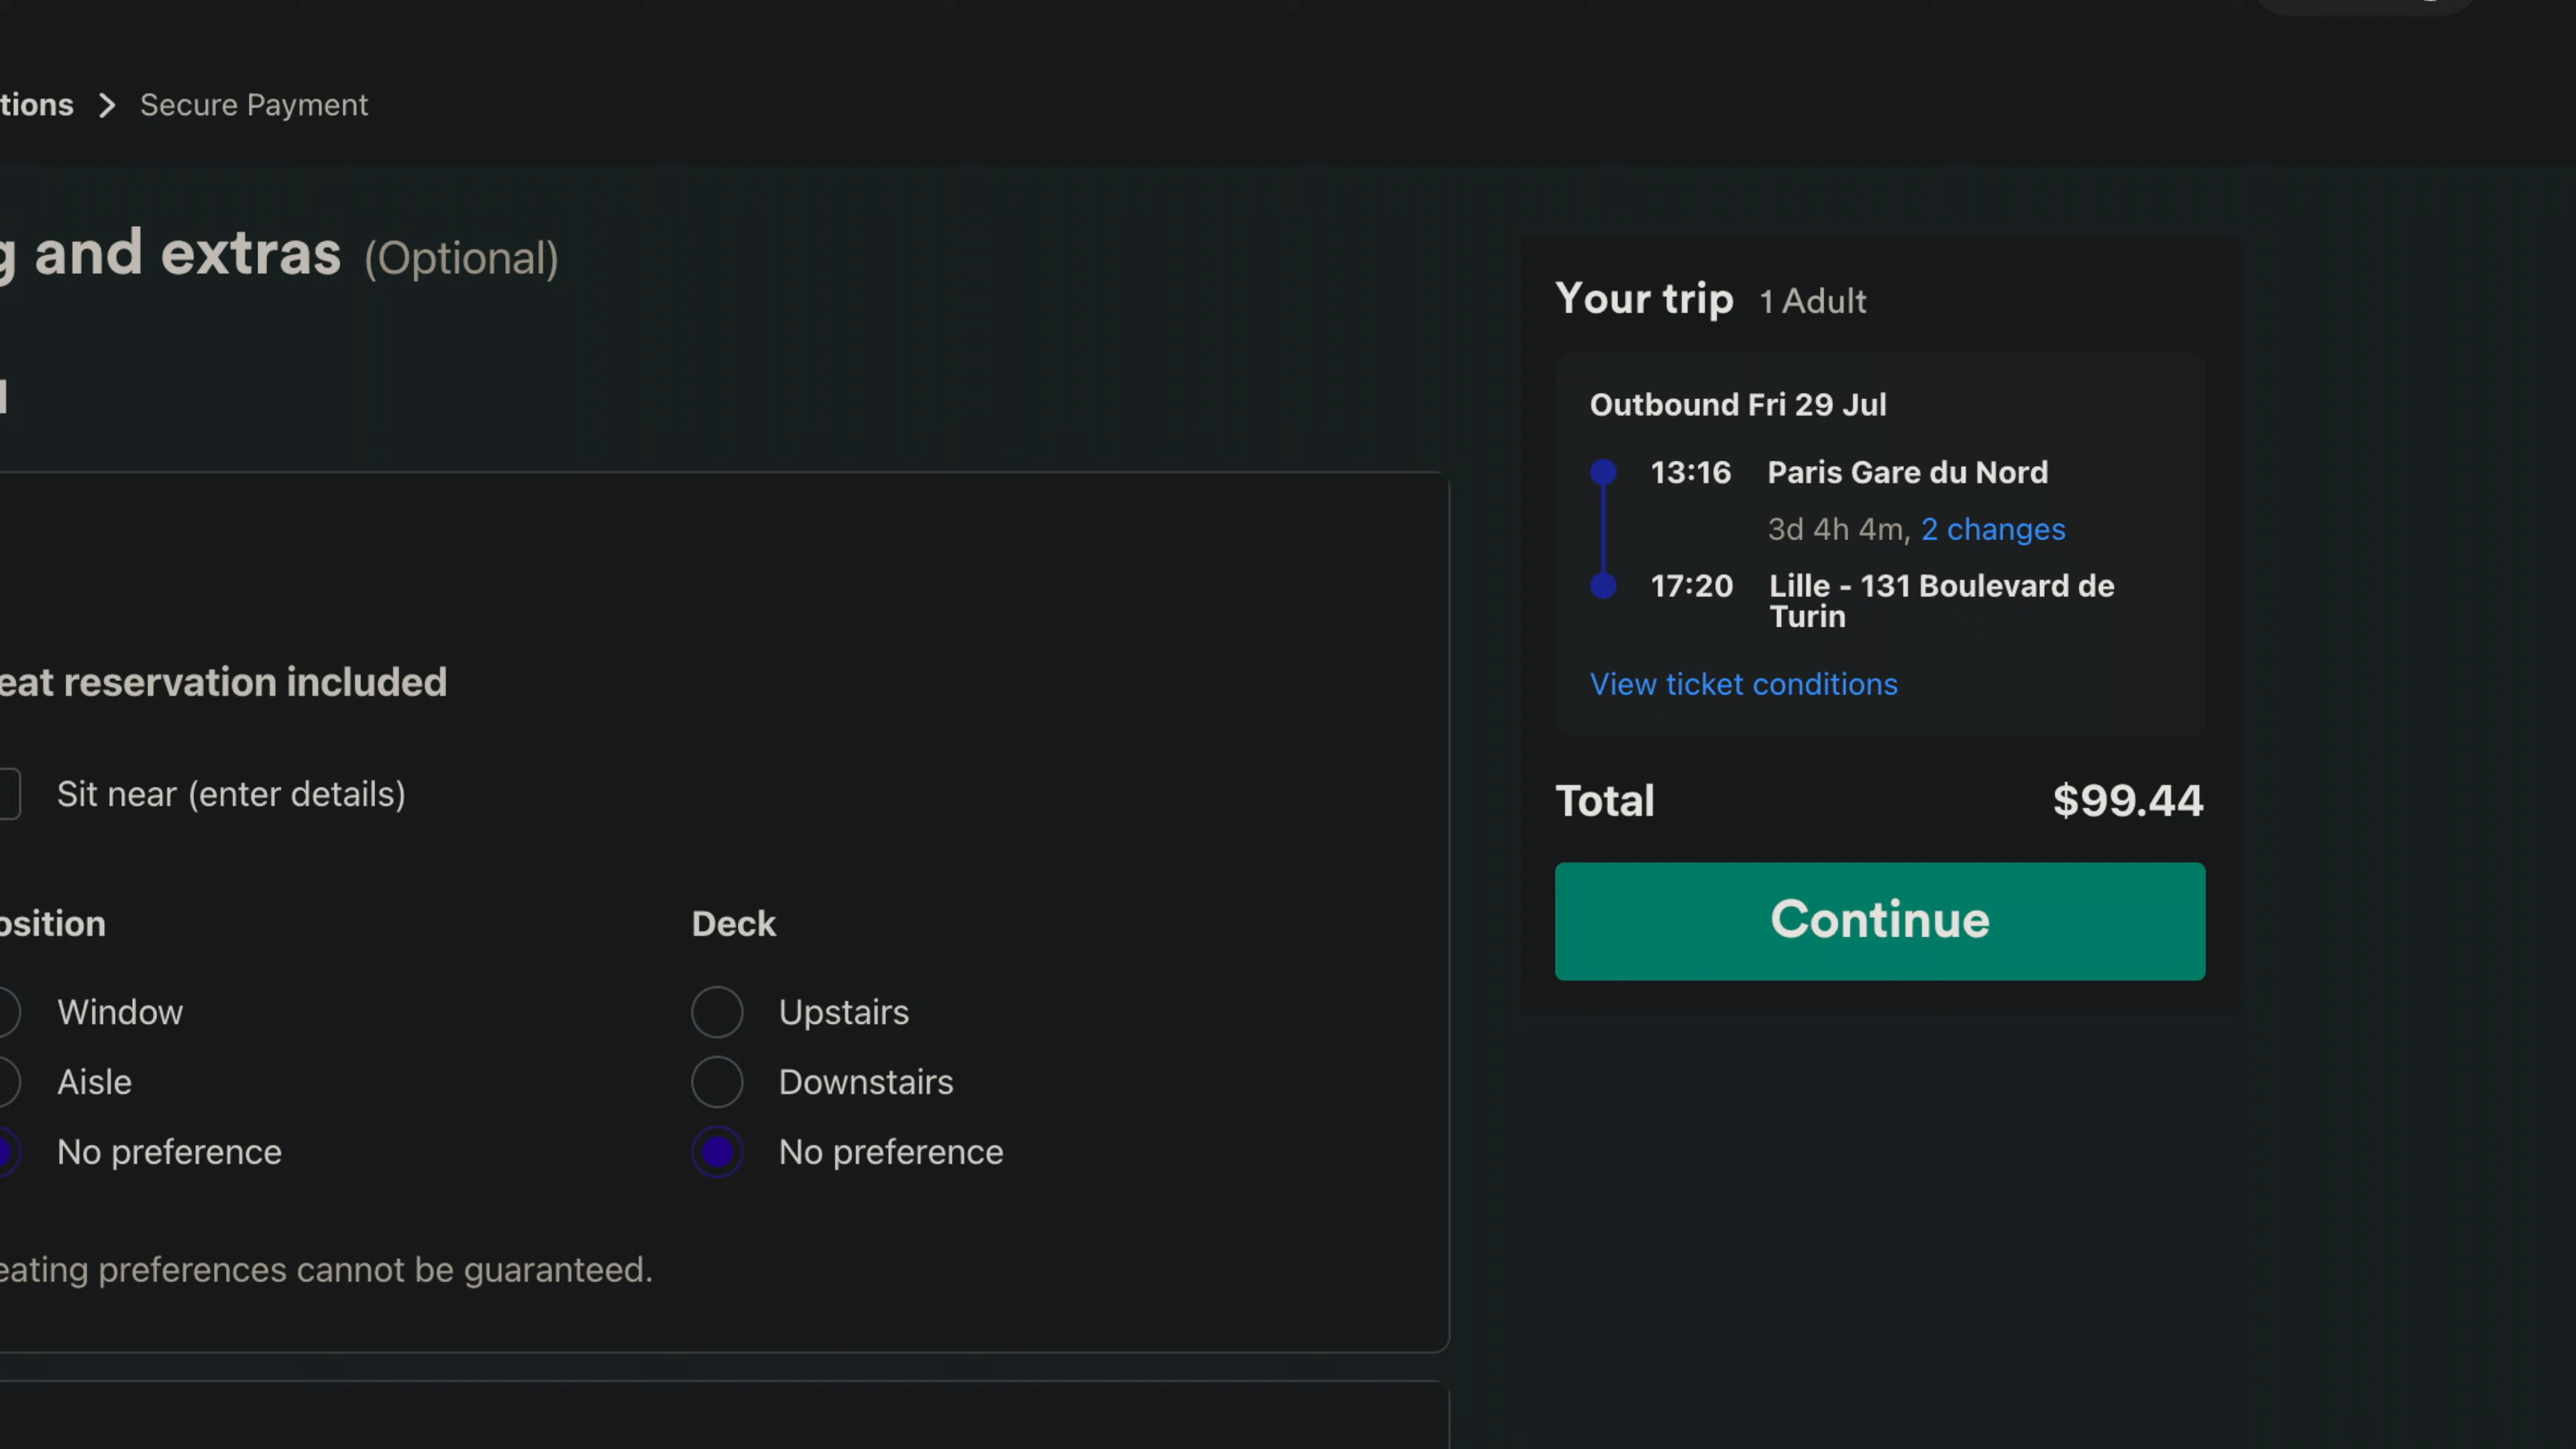 tions > Secure Payment
g and extras (Optional)
eat reservation included
Sit near (enter details)
osition
Window
Aisle
No preference
Deck
Upstairs
Downstairs
No preference
eating preferences cannot be guaranteed.
Your trip 1 Adult
Outbound Fri 29 Jul
13:16 Paris Gare du Nord
3d 4h 4m, 2 changes
17:20 Lille - 131 Boulevard de
Turin
View ticket conditions
Total $99.44
Continue